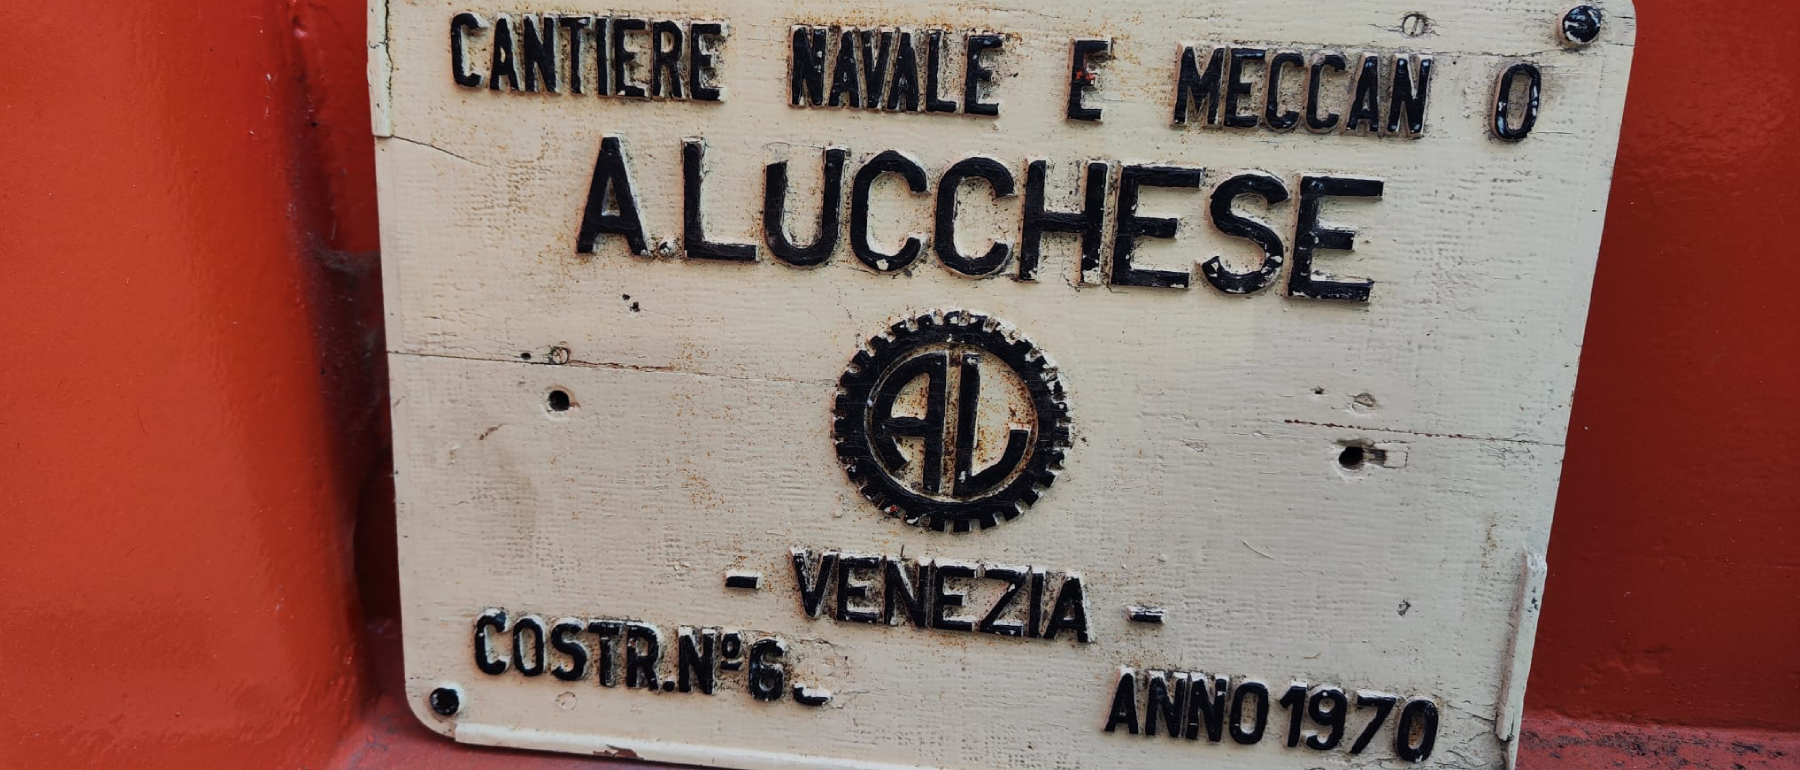 CANTIERE NAVALE E MECCAN O
A.LUCCHESE
AL
- VENEZIA -
COSTR.Nº6
ANNO 1970